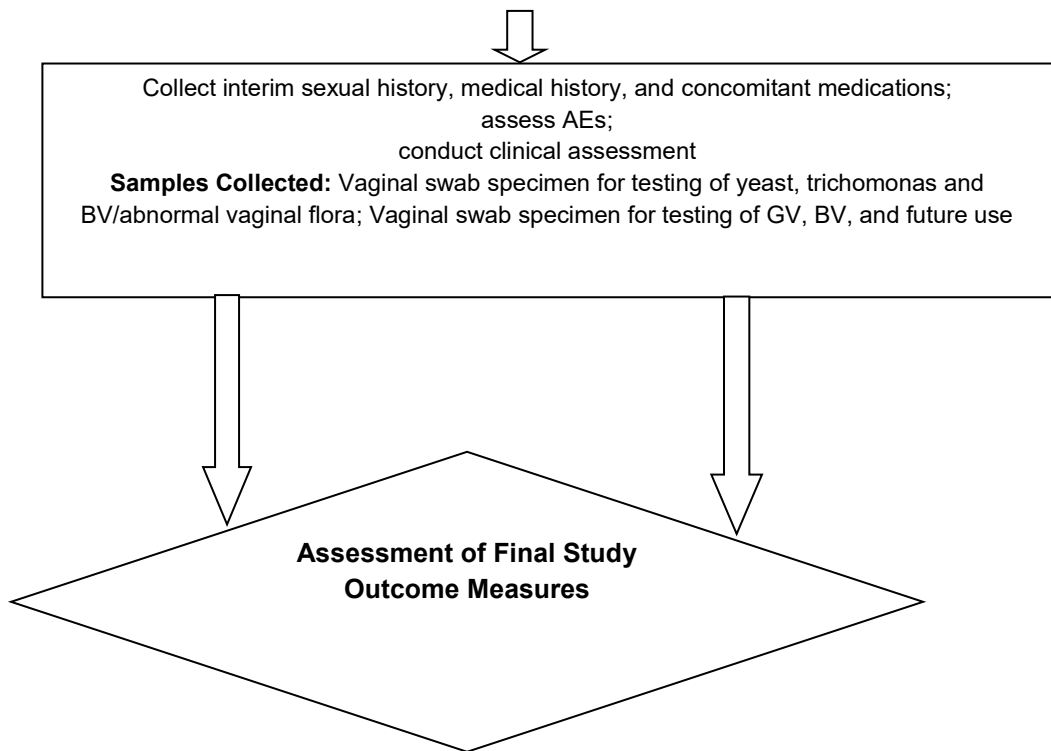 Collect interim sexual history, medical history, and concomitant medications;
assess AEs;
conduct clinical assessment
Samples Collected: Vaginal swab specimen for testing of yeast, trichomonas and
BV/abnormal vaginal flora; Vaginal swab specimen for testing of GV, BV, and future use
Assessment of Final Study
Outcome Measures